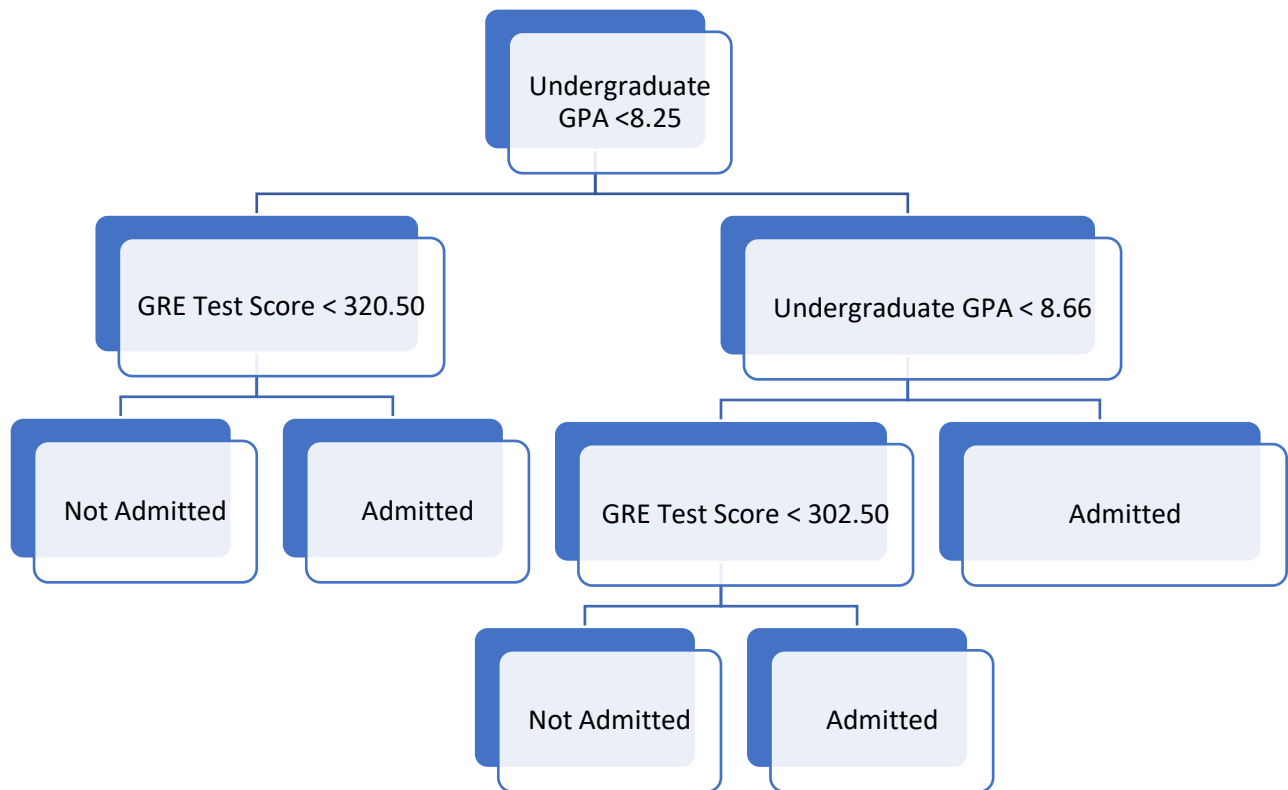 Undergraduate
GPA <8.25
GRE Test Score < 320.50
Undergraduate GPA < 8.66
Not Admitted
Admitted
GRE Test Score < 302.50
Admitted
Not Admitted
Admitted